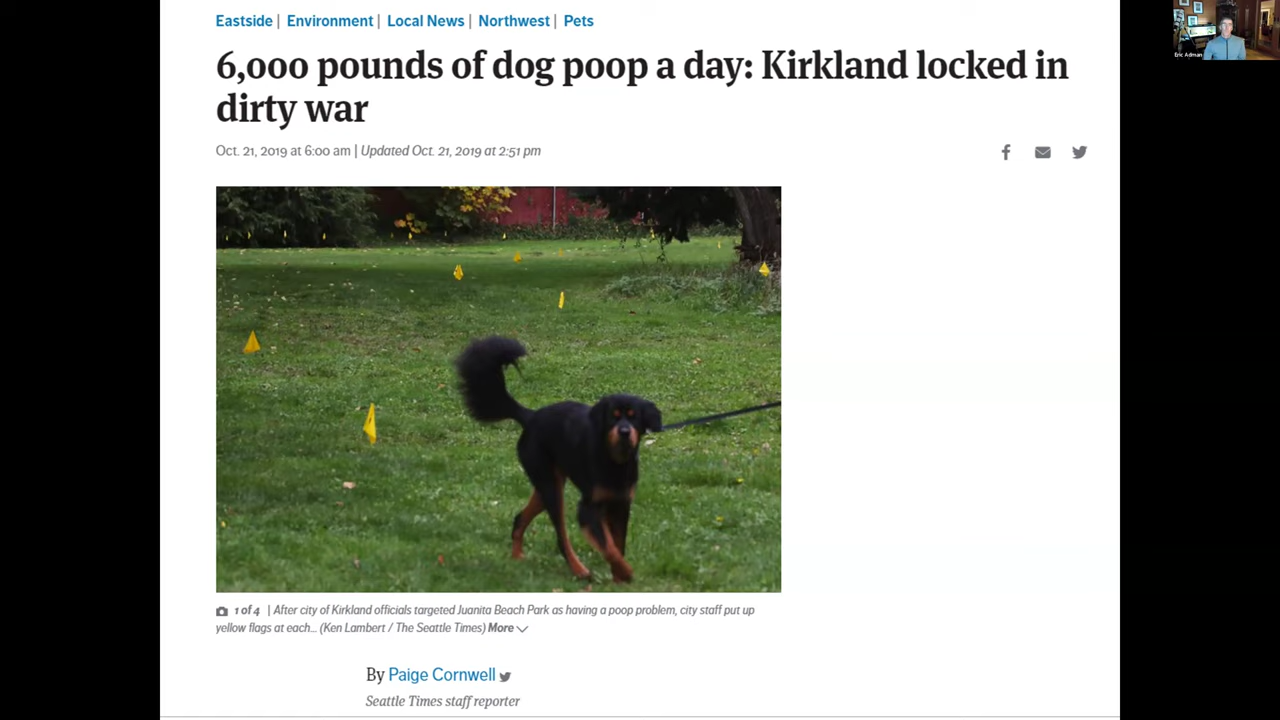 Eastside | Environment | Local News | Northwest | Pets
6,000 pounds of dog poop a day: Kirkland locked in
dirty war
Oct. 21, 2019 at 6:00 am | Updated Oct. 21, 2019 at 2:51 pm
1 of 4 | After city of Kirkland officials targeted Juanita Beach Park as having a poop problem, city staff put up
yellow flags at each... (Ken Lambert / The Seattle Times) More
By Paige Cornwell
Seattle Times staff reporter
Eric Adman